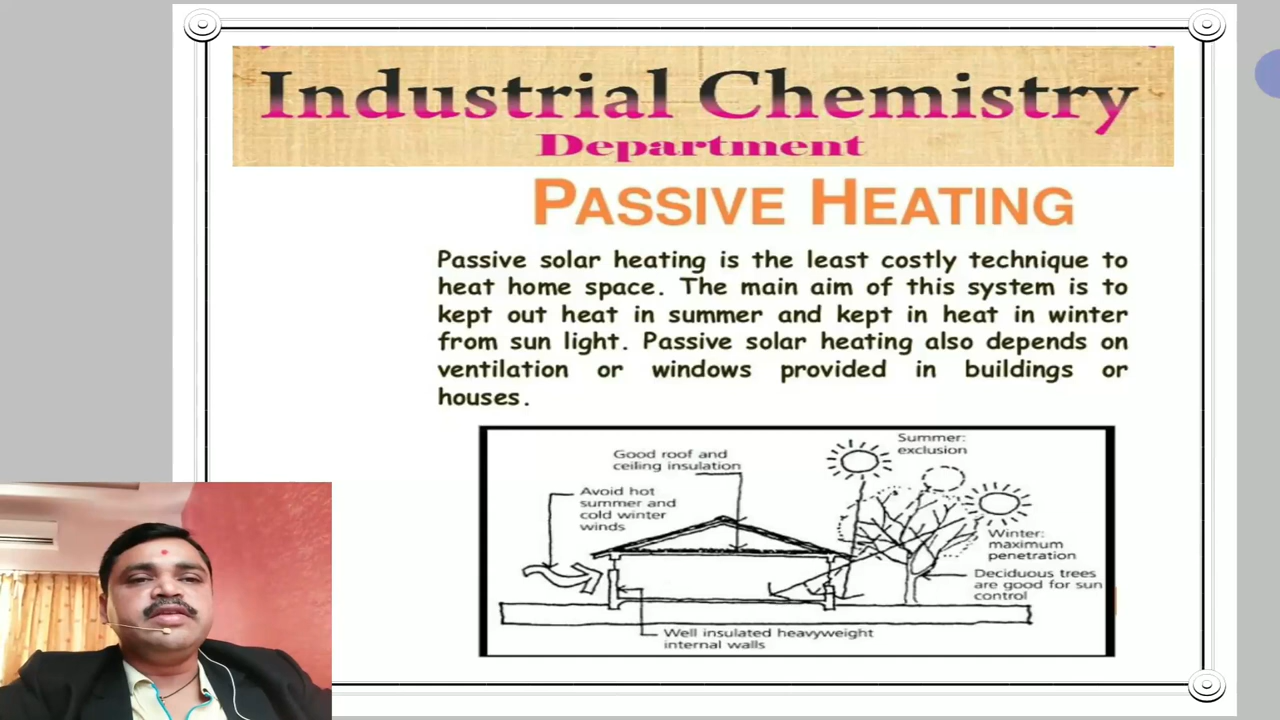 Industrial Chemistry
Department
PASSIVE HEATING
Passive solar heating is the least costly technique to
heat home space. The main aim of this system is to
kept out heat in summer and kept in heat in winter
from sun light. Passive solar heating also depends on
ventilation or windows provided in buildings or
houses.
Summer:
exclusion
Good roof and
ceiling insulation
Avoid hot
summer and
cold winter
winds
Winter:
maximum
penetration
Deciduous trees
are good for sun
control
Well insulated heavyweight
internal walls